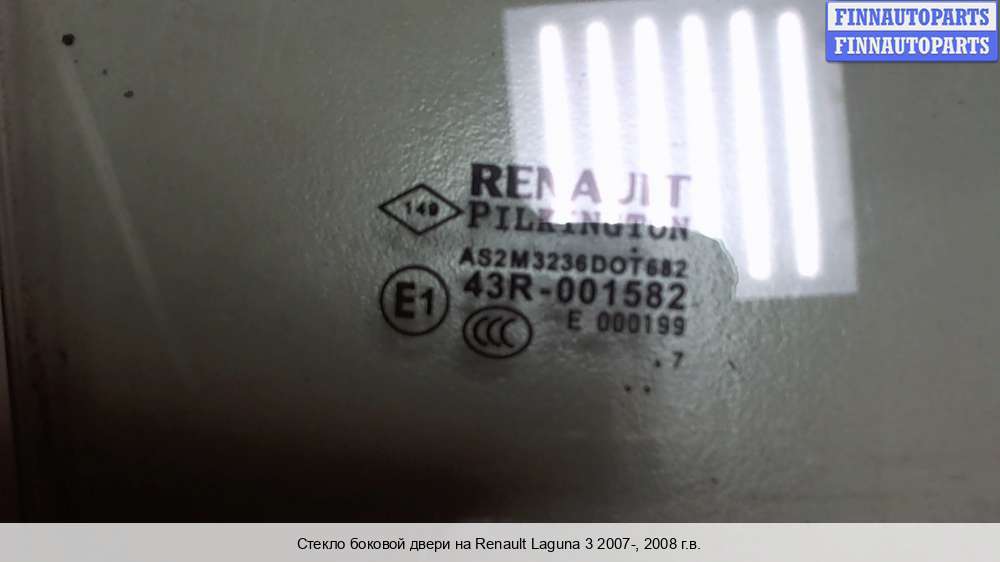 FINNAUTOPARTS
FINNAUTOPARTS
RENAULT
149
PILKINGTON
AS2M3236DOT682
43R-001582
E1
CCC
E 000199
. 7
. .
Стекло боковой двери на Renault Laguna 3 2007-, 2008 г.в.